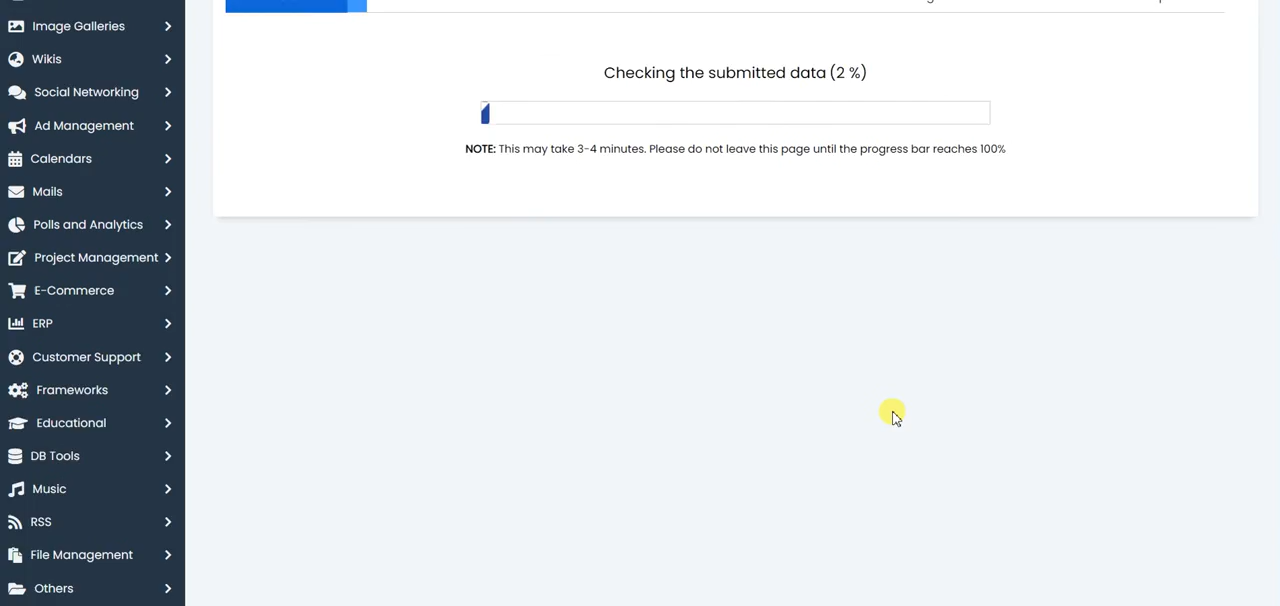 Image Galleries
Wikis
Social Networking
Ad Management
Calendars
Mails
Polls and Analytics
Project Management
E-Commerce
ERP
Customer Support
Frameworks
Educational
DB Tools
Music
RSS
File Management
Others
Checking the submitted data (2 %)
NOTE: This may take 3-4 minutes. Please do not leave this page until the progress bar reaches 100%